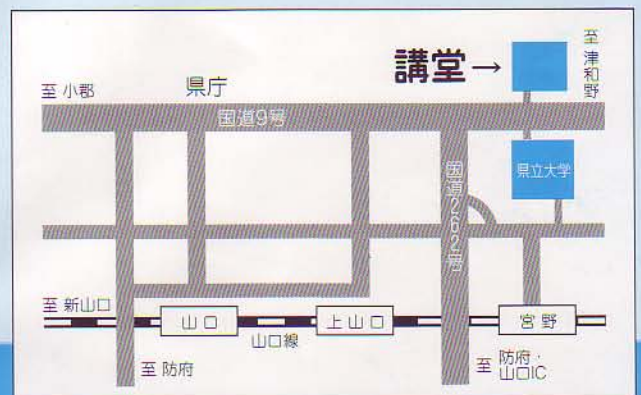 講堂→
至 津和野
至 小郡
県庁
国道9号
県立大学
国道262号
至 新山口
山口
上山口
宮野
山口線
至 防府
至 防府・
山口IC